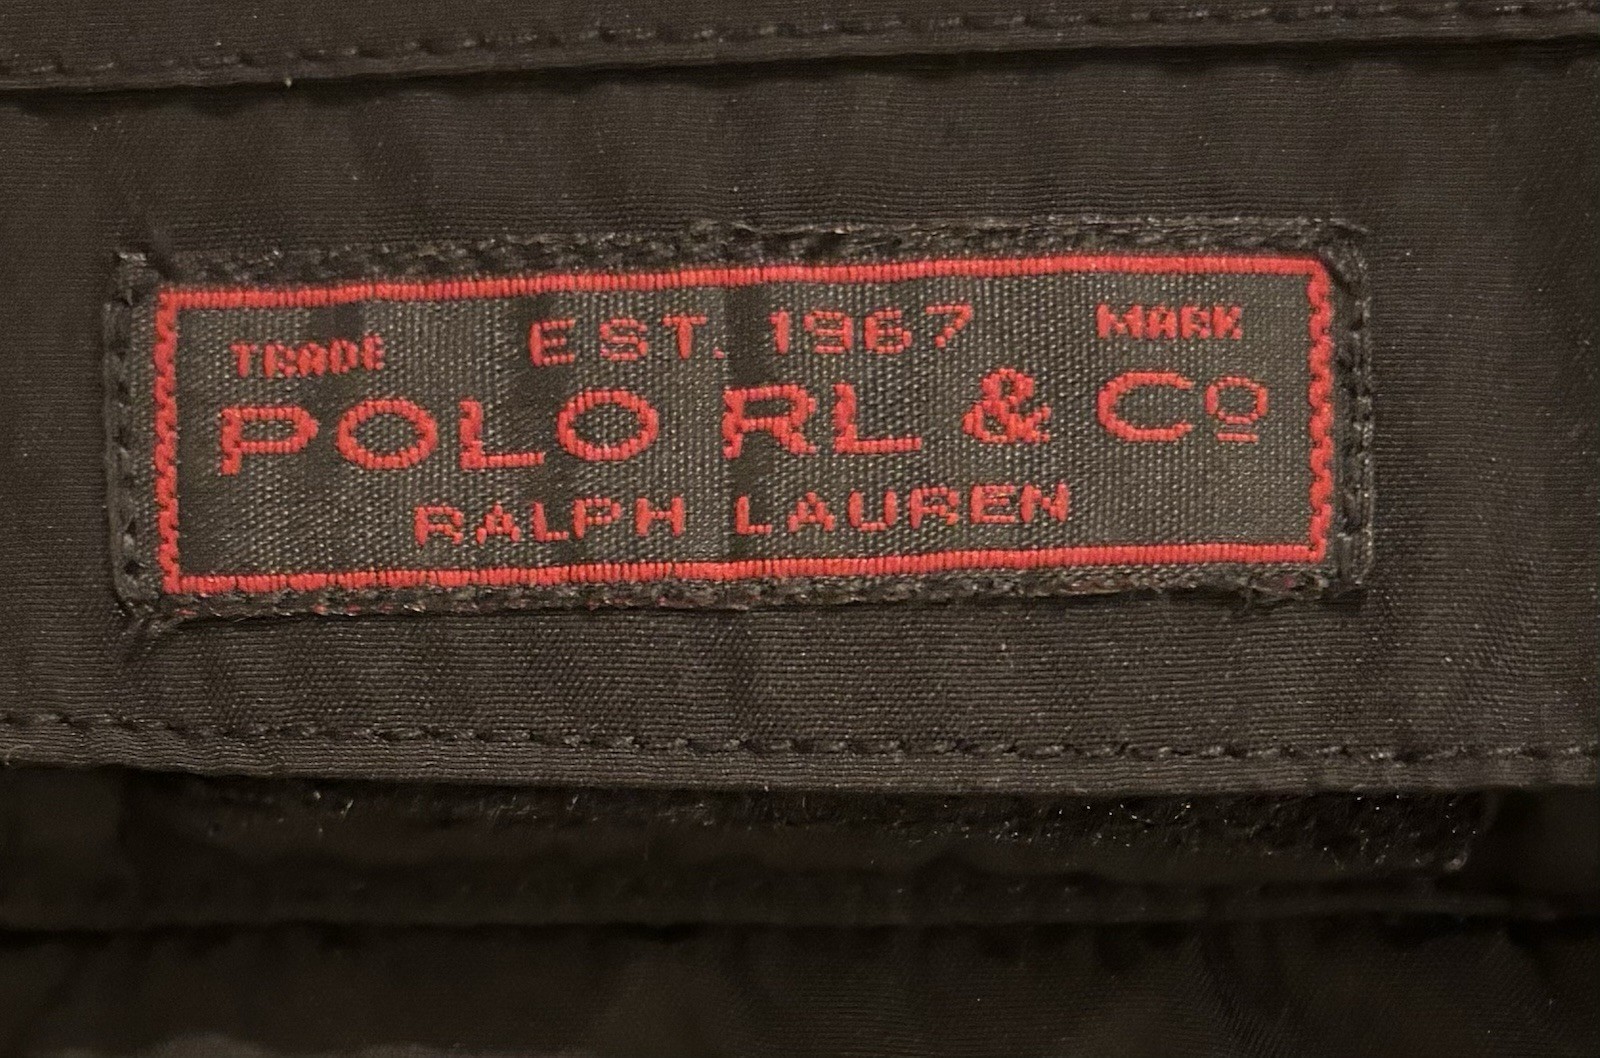 TRADE EST. 1967 MARK
POLO RL & Cº
RALPH LAUREN